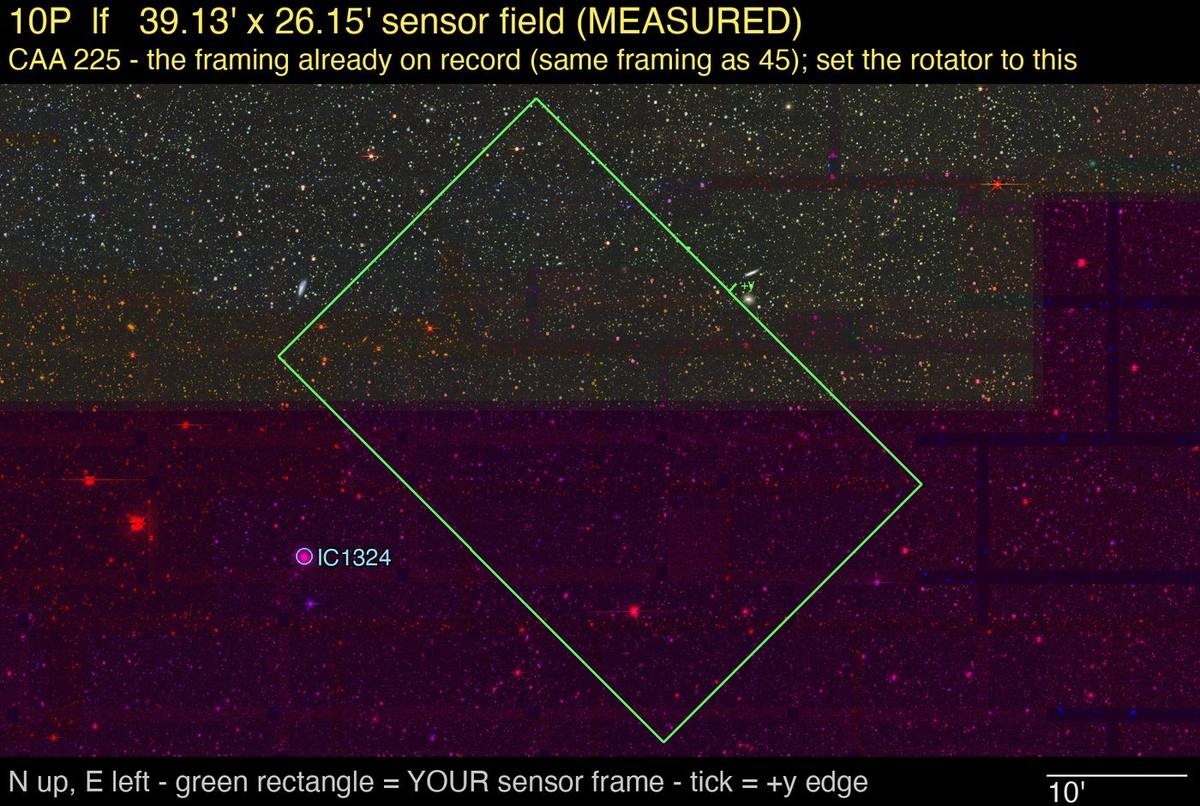 10P lf 39.13' x 26.15' sensor field (MEASURED)
CAA 225 - the framing already on record (same framing as 45); set the rotator to this
+y
IC1324
N up, E left - green rectangle = YOUR sensor frame - tick = +y edge
10'